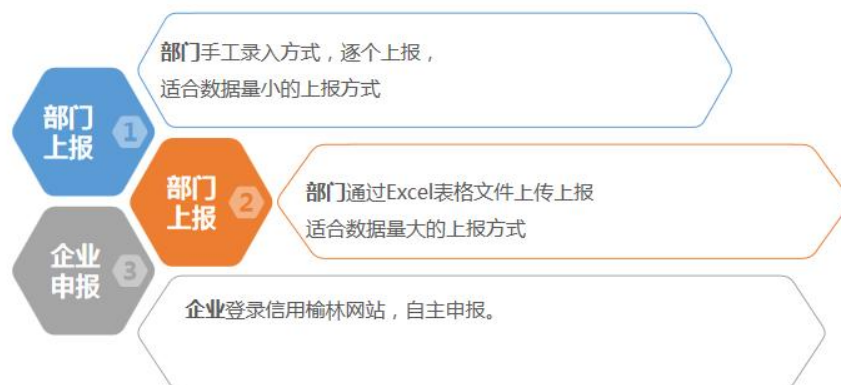 部门手工录入方式，逐个上报，
适合数据量小的上报方式
部门
上报
1
部门
上报
2
部门通过Excel表格文件上传上报
适合数据量大的上报方式
企业
申报
3
企业登录信用榆林网站，自主申报。